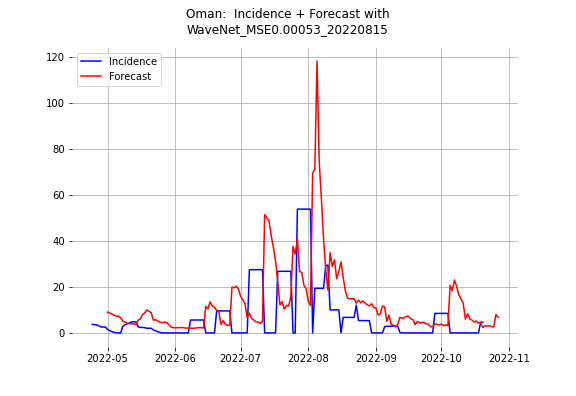 Oman:  Incidence + Forecast with
WaveNet_MSE0.00053_20220815
Incidence
Forecast
120
100
80
60
40
20
0
2022-05 2022-06 2022-07 2022-08 2022-09 2022-10 2022-11